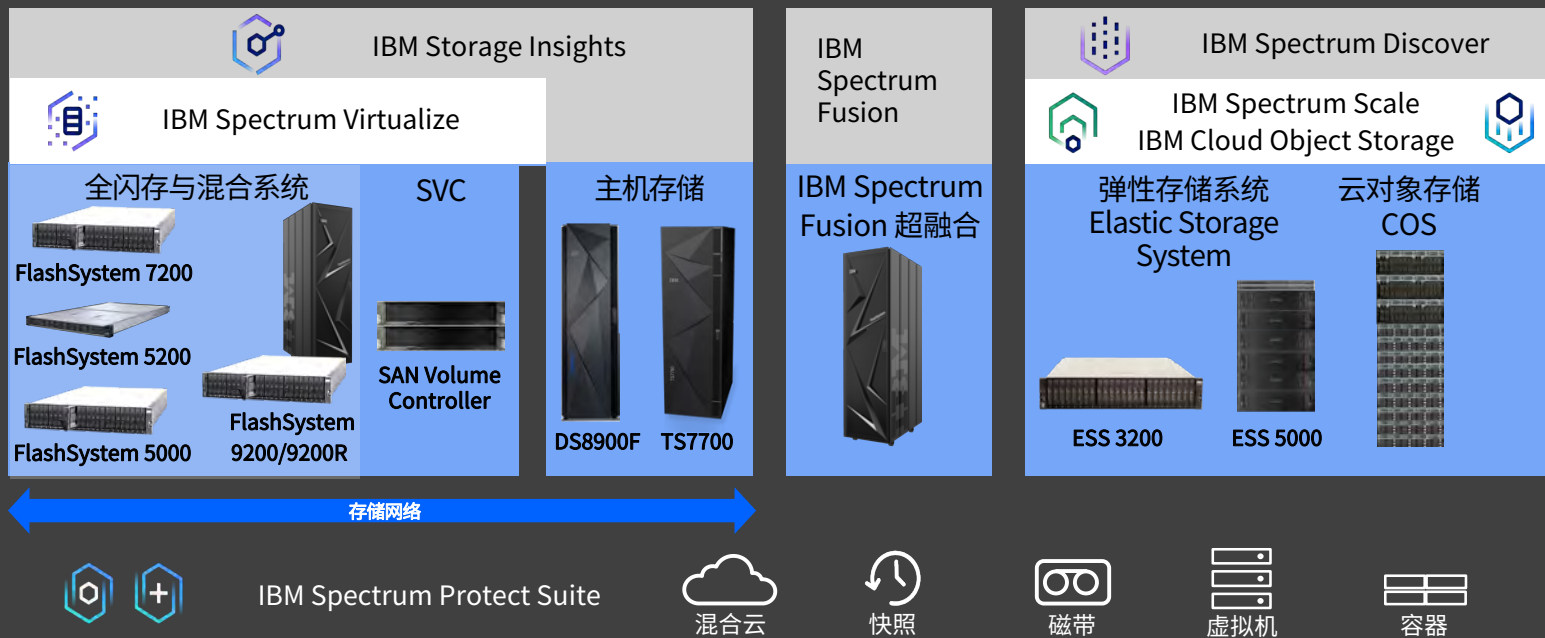 IBM Storage Insights
IBM Spectrum Virtualize
全闪存与混合系统
FlashSystem 7200
FlashSystem 5200
FlashSystem 5000
FlashSystem
9200/9200R
SVC
SAN Volume
Controller
主机存储
DS8900F
TS7700
IBM
Spectrum
Fusion
IBM Spectrum
Fusion 超融合
IBM Spectrum Discover
IBM Spectrum Scale
IBM Cloud Object Storage
弹性存储系统
Elastic Storage
System
ESS 3200
ESS 5000
云对象存储
COS
存储网络
IBM Spectrum Protect Suite
混合云
快照
磁带
虚拟机
容器